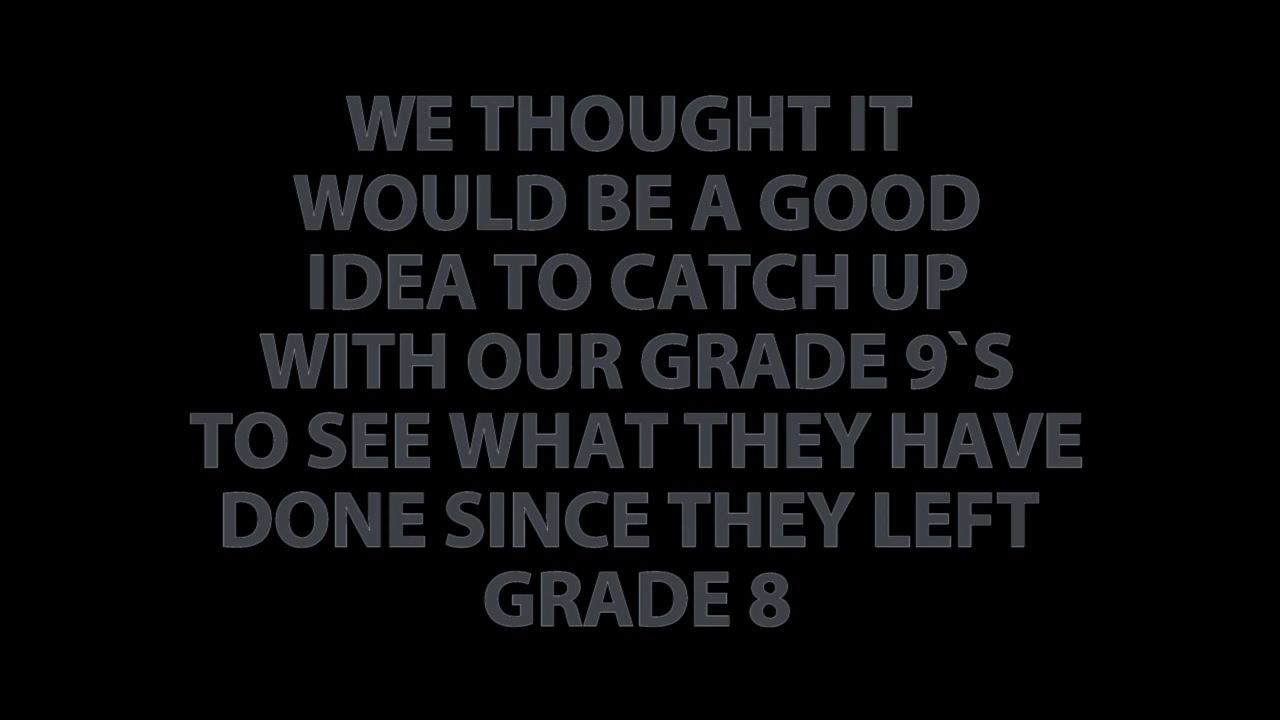 WE THOUGHT IT
WOULD BE A GOOD
IDEA TO CATCH UP
WITH OUR GRADE 9`S
TO SEE WHAT THEY HAVE
DONE SINCE THEY LEFT
GRADE 8